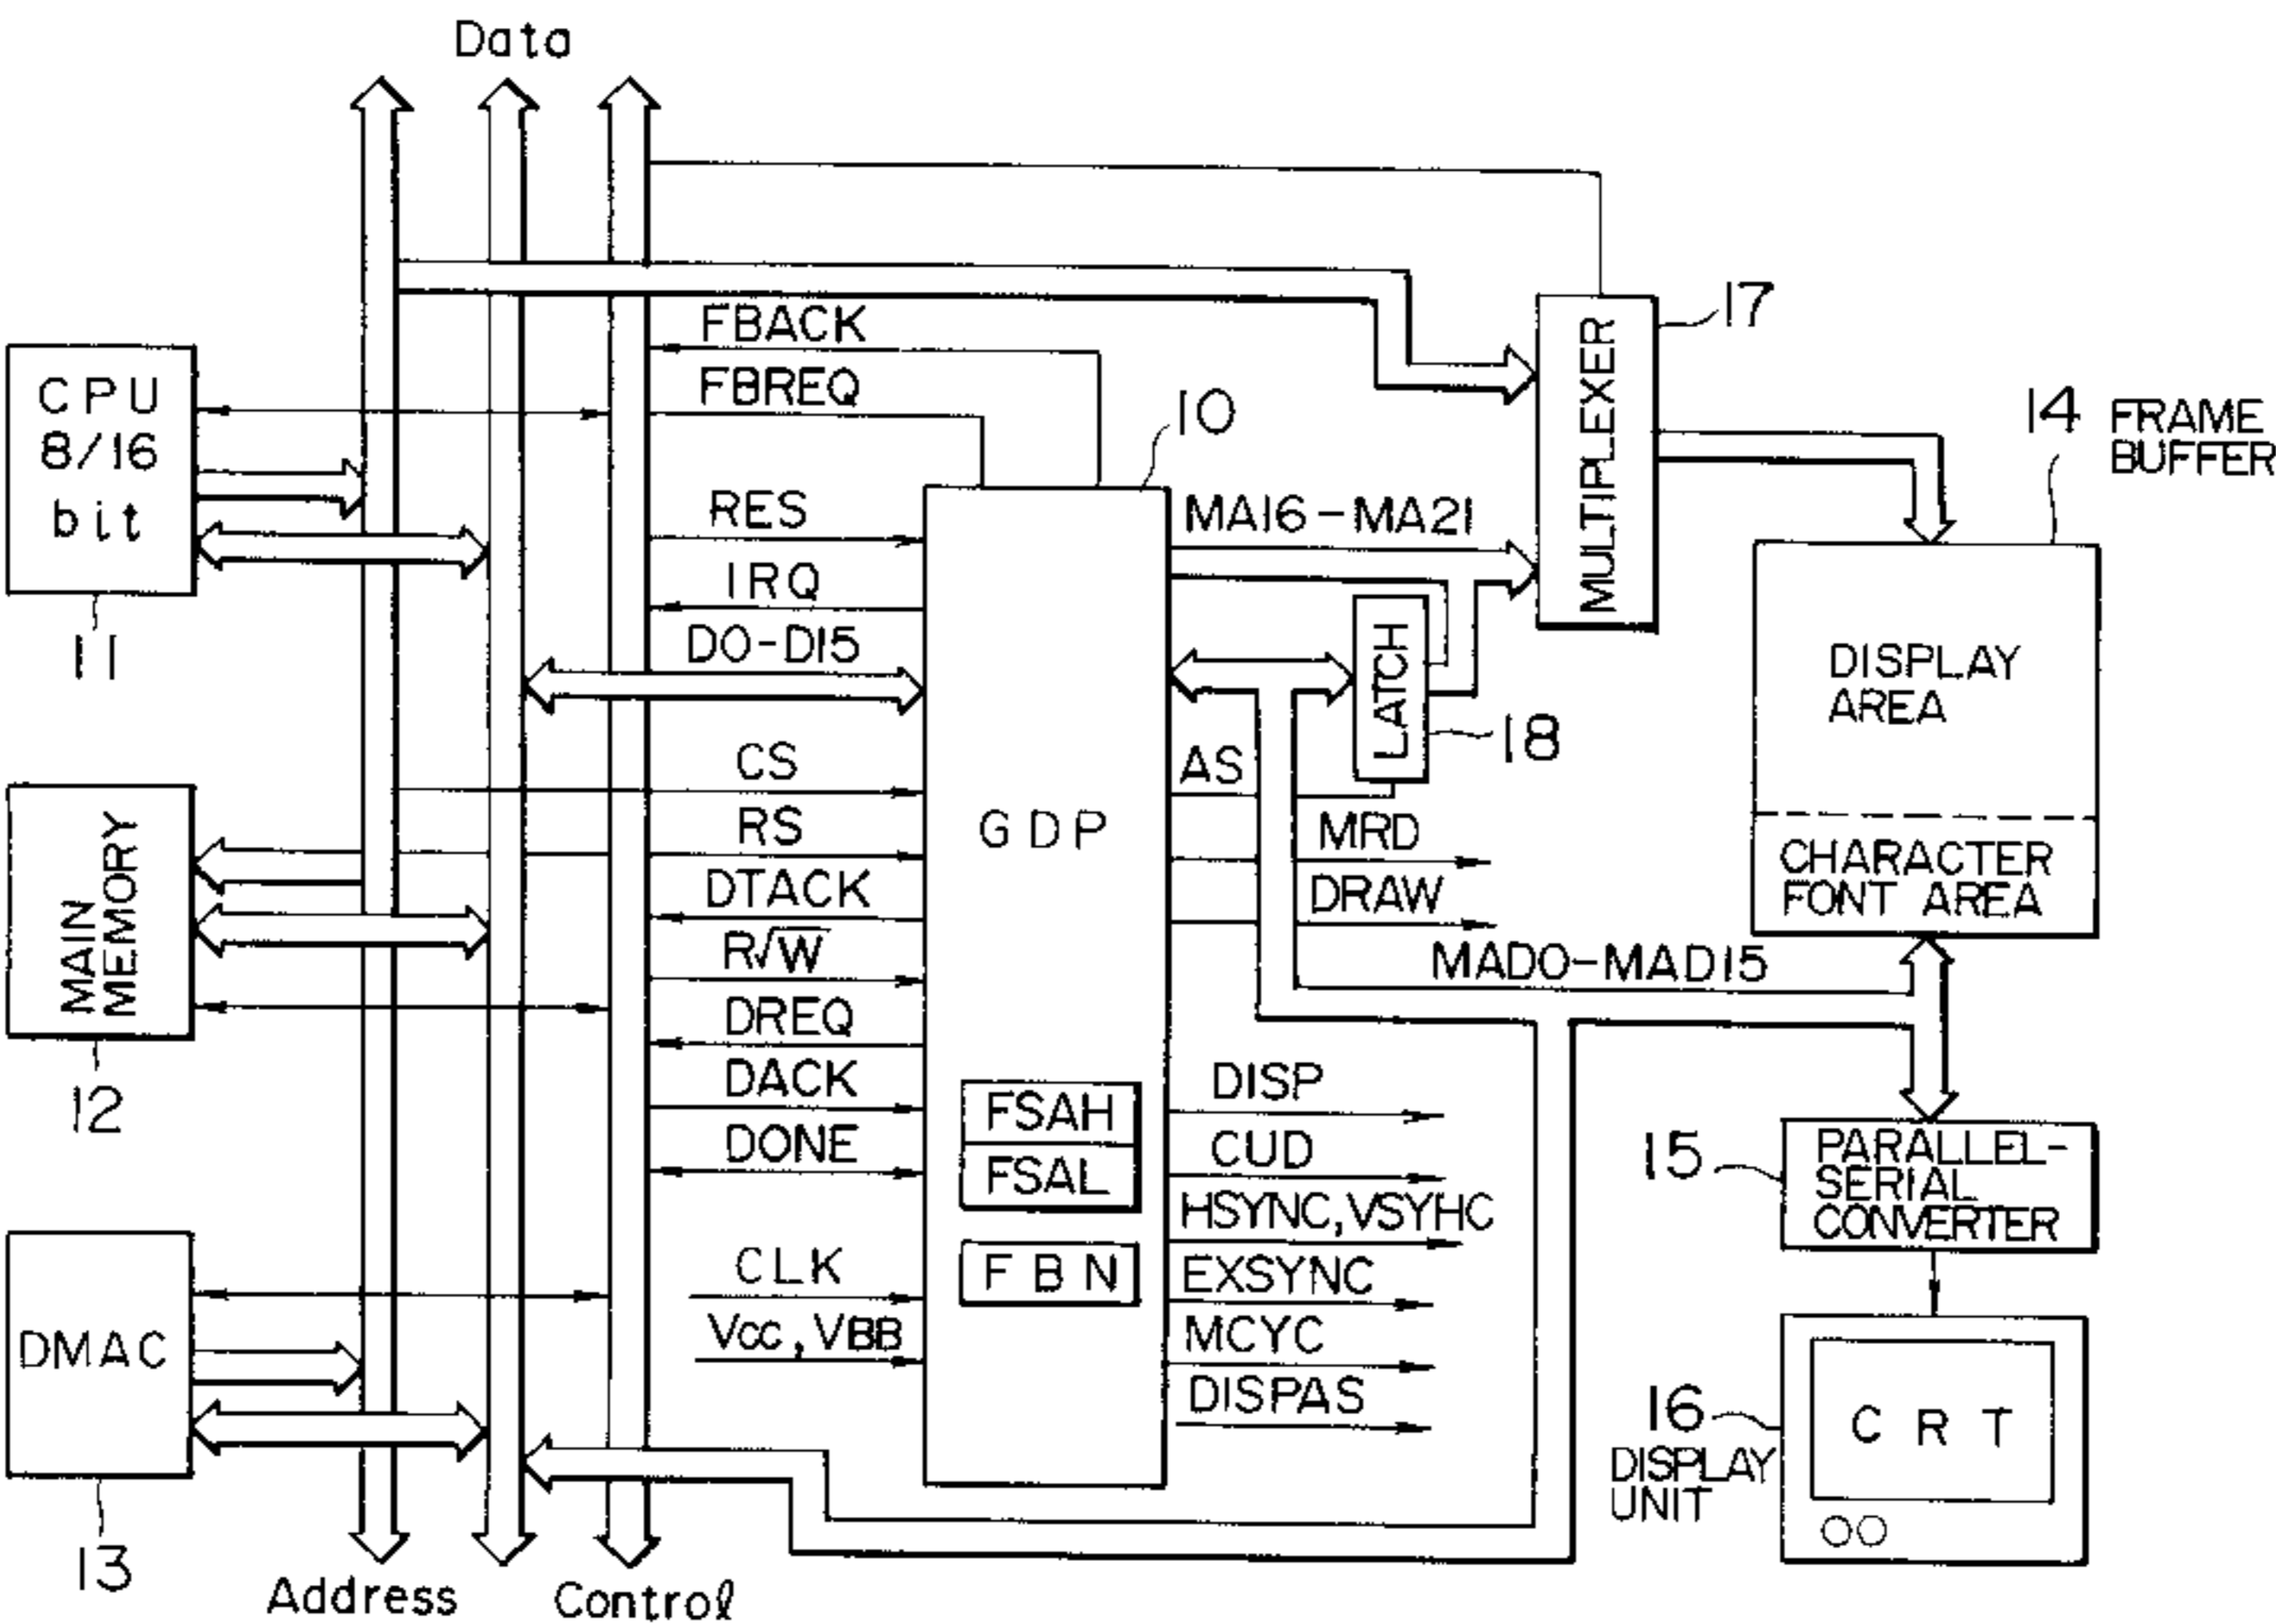 Data
FBACK
FBREQ
17
MULTIPLEXER
CPU
8/16
bit
11
10
14 FRAME
BUFFER
RES
MA16-MA21
IRQ
D0-D15
LATCH
18
DISPLAY
AREA
CS
AS
GDP
RS
MRD
CHARACTER
FONT AREA
DTACK
DRAW
MAIN
MEMORY
12
R/W
MAD0-MAD15
DREQ
DACK
FSAH
DISP
DONE
FSAL
CUD
15
PARALLEL-
SERIAL
CONVERTER
HSYNC,VSYHC
DMAC
13
CLK
FBN
EXSYNC
Vcc,VBB
MCYC
DISPAS
16
DISPLAY
UNIT
CRT
Address
Control